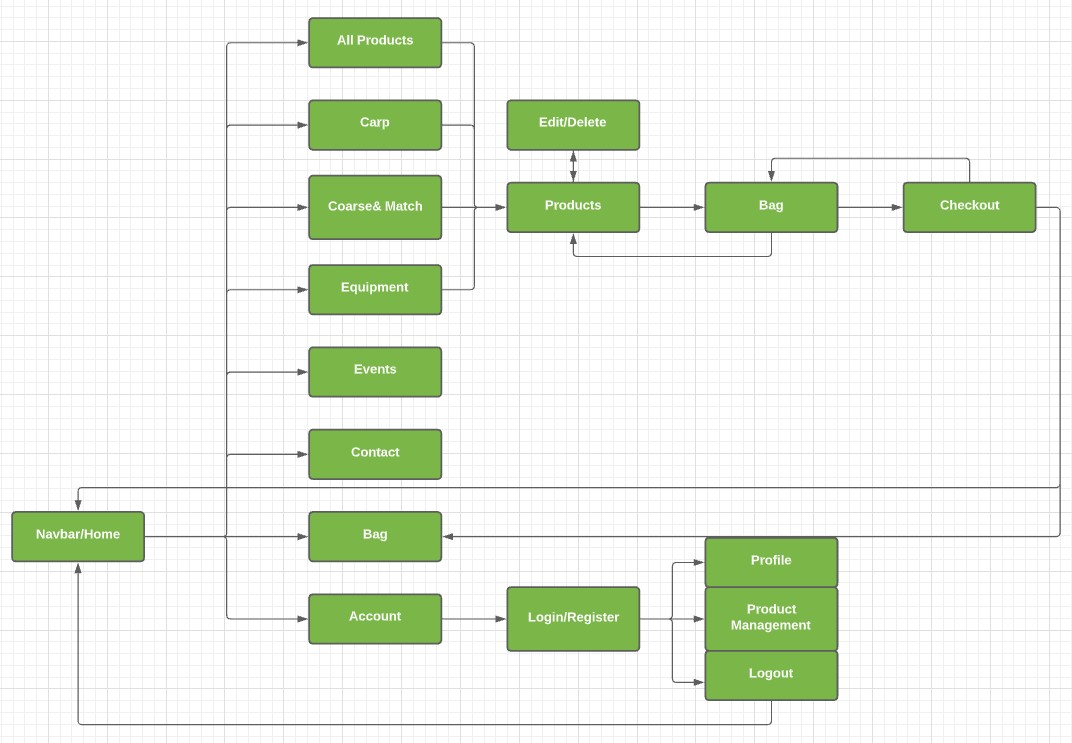 All Products
Carp
Edit/Delete
Coarse& Match
Products
Bag
Checkout
Equipment
Events
Contact
Navbar/Home
Bag
Profile
Account
Login/Register
Product
Management
Logout